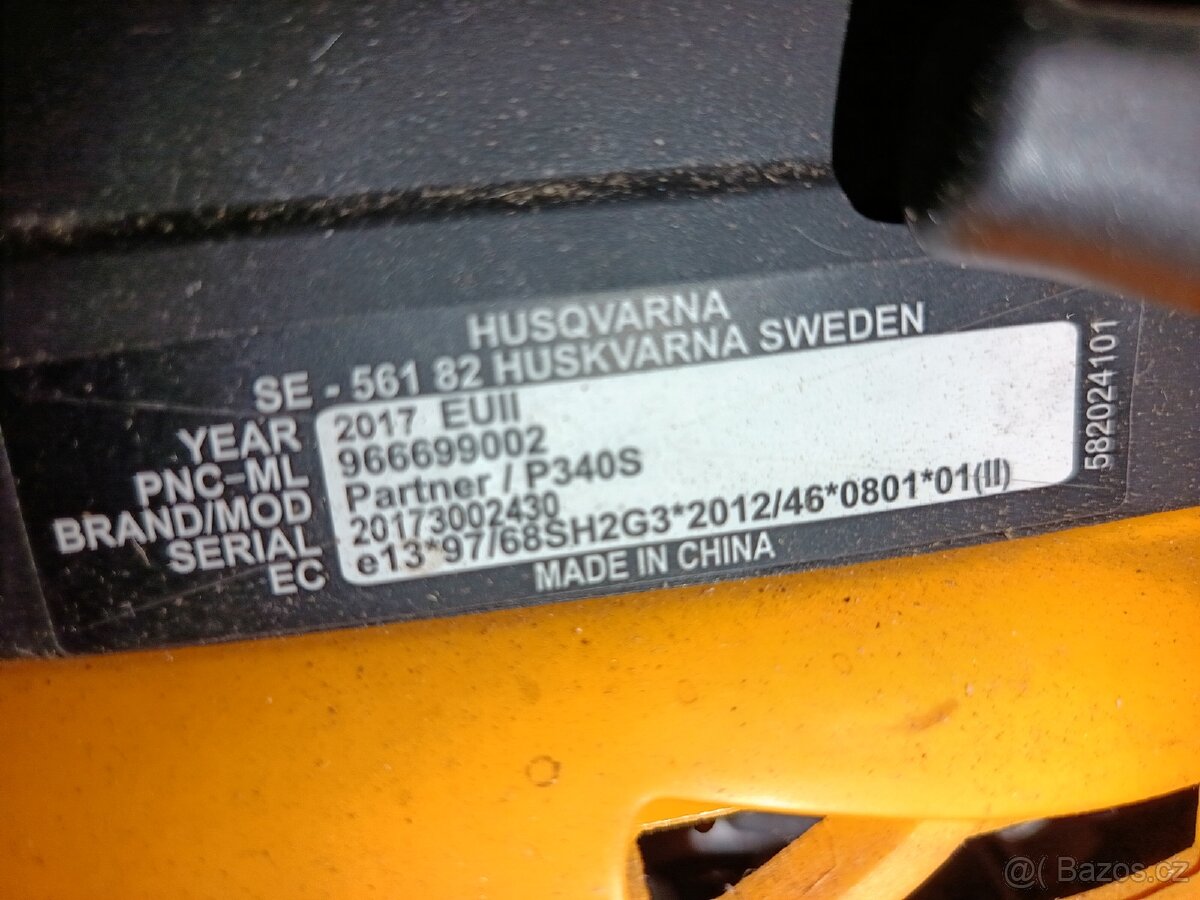 HUSQVARNA
SE - 561 82 HUSKVARNA SWEDEN
YEAR 2017 EUII
PNC-ML 966699002
BRAND/MOD Partner / P340S
SERIAL 20173002430
EC e13*97/68SH2G3*2012/46*0801*01(II)
MADE IN CHINA
582024101
@( Bazos.cz